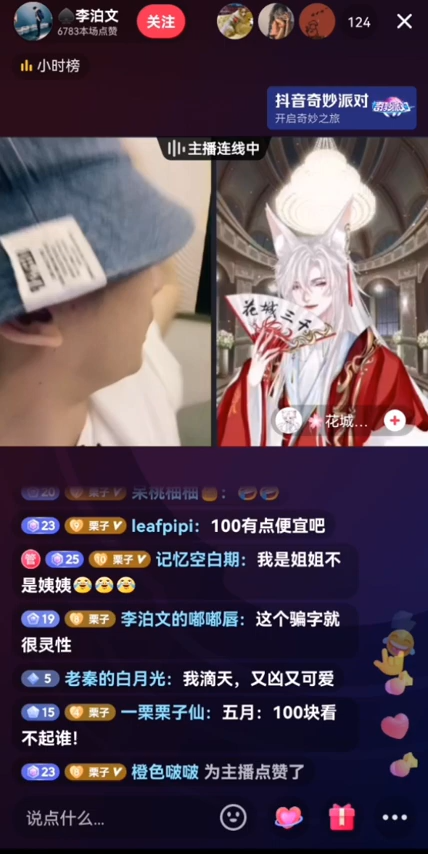 李泊文
6783本场点赞
关注
124
小时榜
抖音奇妙派对
开启奇妙之旅
主播连线中
花城三千
花城...
20 栗子 呆桃柚柚：
23 栗子 V leafpipi：100有点便宜吧
管 25 栗子 V 记忆空白期：我是姐姐不
是姨姨😂😂😂
19 栗子 李泊文的嘟嘟唇：这个骗字就
很灵性
5 老秦的白月光：我滴天，又凶又可爱
15 栗子 一栗栗子仙：五月：100块看
不起谁！
23 栗子 V 橙色啵啵 为主播点赞了
说点什么...